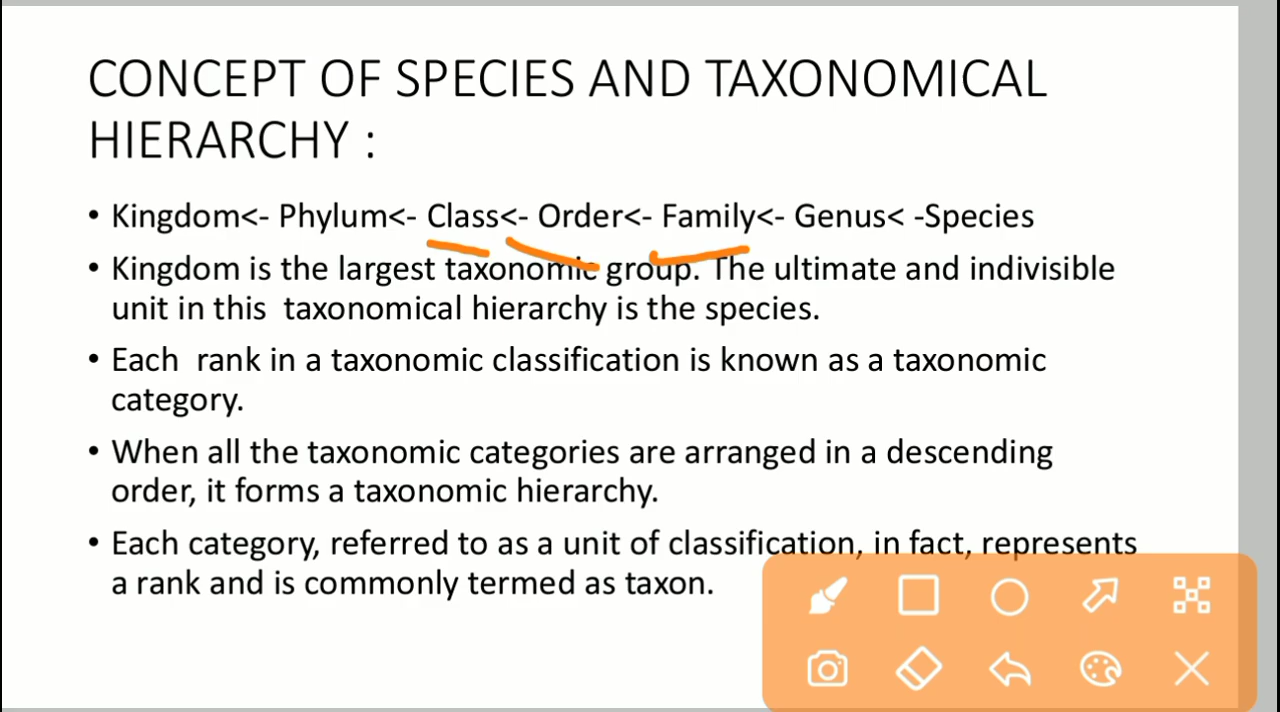 CONCEPT OF SPECIES AND TAXONOMICAL
HIERARCHY :
• Kingdom<- Phylum<- Class<- Order<- Family<- Genus< -Species
• Kingdom is the largest taxonomic group. The ultimate and indivisible
unit in this  taxonomical hierarchy is the species.
• Each  rank in a taxonomic classification is known as a taxonomic
category.
• When all the taxonomic categories are arranged in a descending
order, it forms a taxonomic hierarchy.
• Each category, referred to as a unit of classification, in fact, represents
a rank and is commonly termed as taxon.